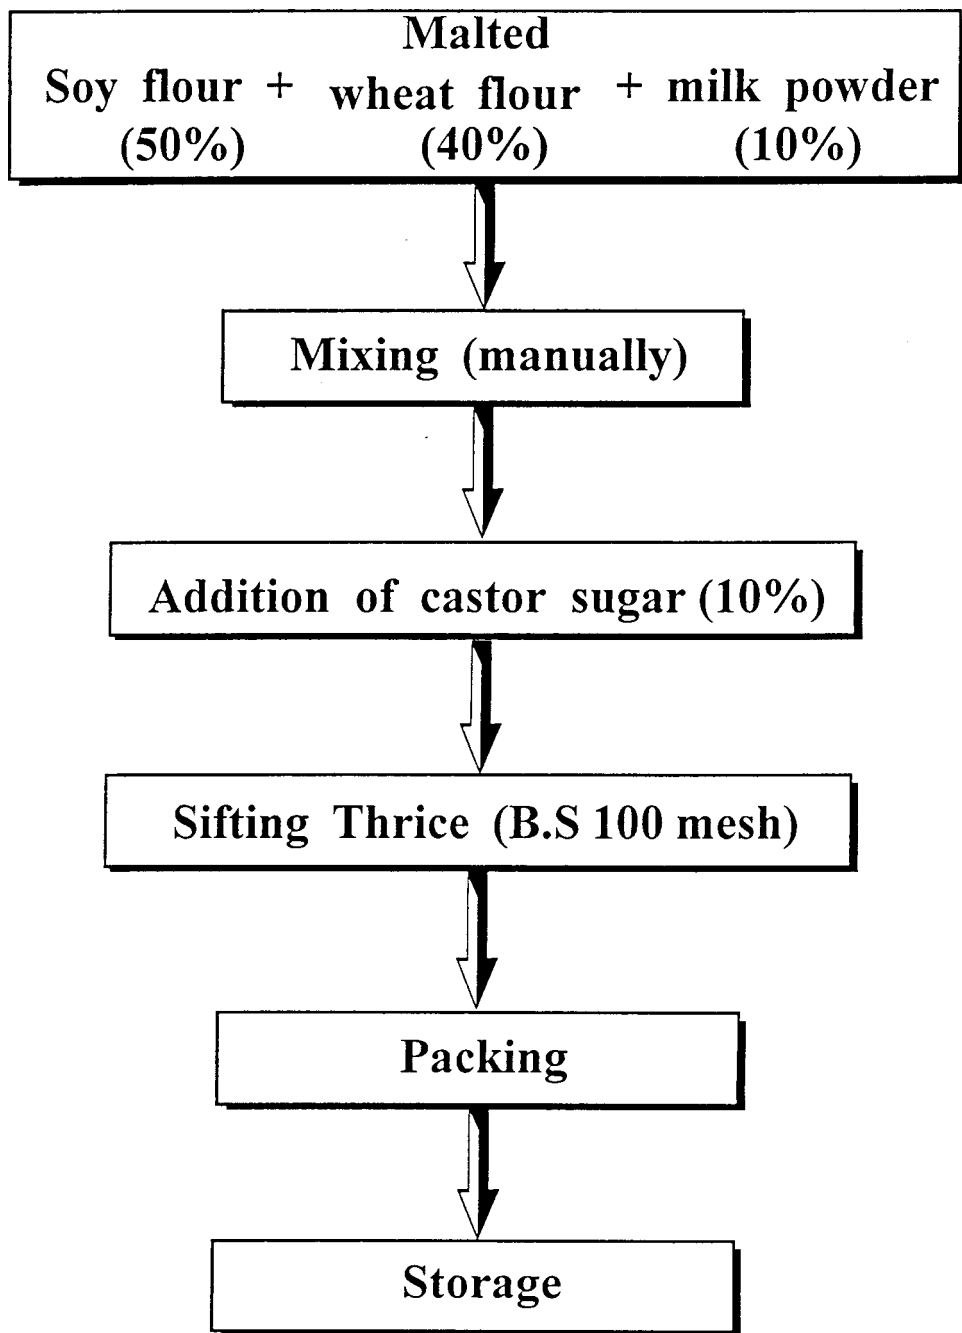 Malted
Soy flour + wheat flour + milk powder
(50%) (40%) (10%)
Mixing (manually)
Addition of castor sugar (10%)
Sifting Thrice (B.S 100 mesh)
Packing
Storage